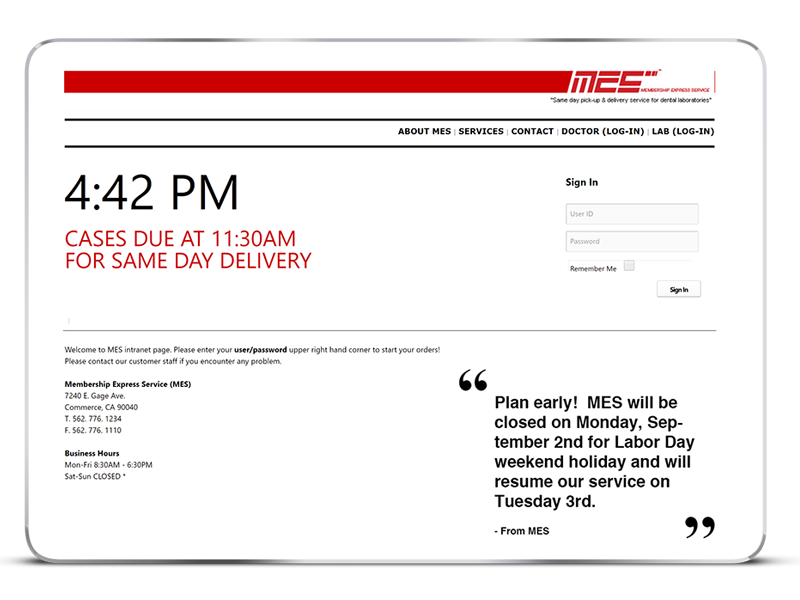 MES™
MEMBERSHIP EXPRESS SERVICE
"Same day pick-up & delivery service for dental laboratories"
ABOUT MES | SERVICES | CONTACT | DOCTOR (LOG-IN) | LAB (LOG-IN)
4:42 PM
CASES DUE AT 11:30AM
FOR SAME DAY DELIVERY
Sign In
User ID
Password
Remember Me
Sign In
Welcome to MES intranet page. Please enter your user/password upper right hand corner to start your orders!
Please contact our customer staff if you encounter any problem.
Membership Express Service (MES)
7240 E. Gage Ave.
Commerce, CA 90040
T. 562. 776. 1234
F. 562. 776. 1110
Business Hours
Mon-Fri 8:30AM - 6:30PM
Sat-Sun CLOSED *
“Plan early!  MES will be
closed on Monday, Sep-
tember 2nd for Labor Day
weekend holiday and will
resume our service on
Tuesday 3rd.
- From MES ”